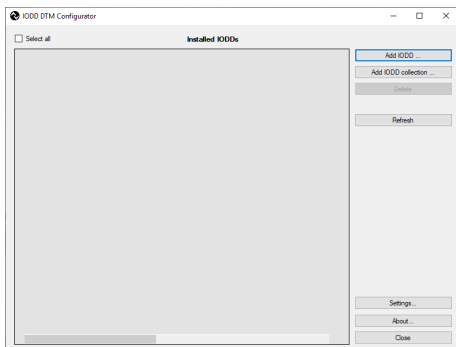 IODD DTM Configurator
Select all
Installed IODDs
Add IODD ...
Add IODD collection ...
Delete
Refresh
Settings...
About...
Close